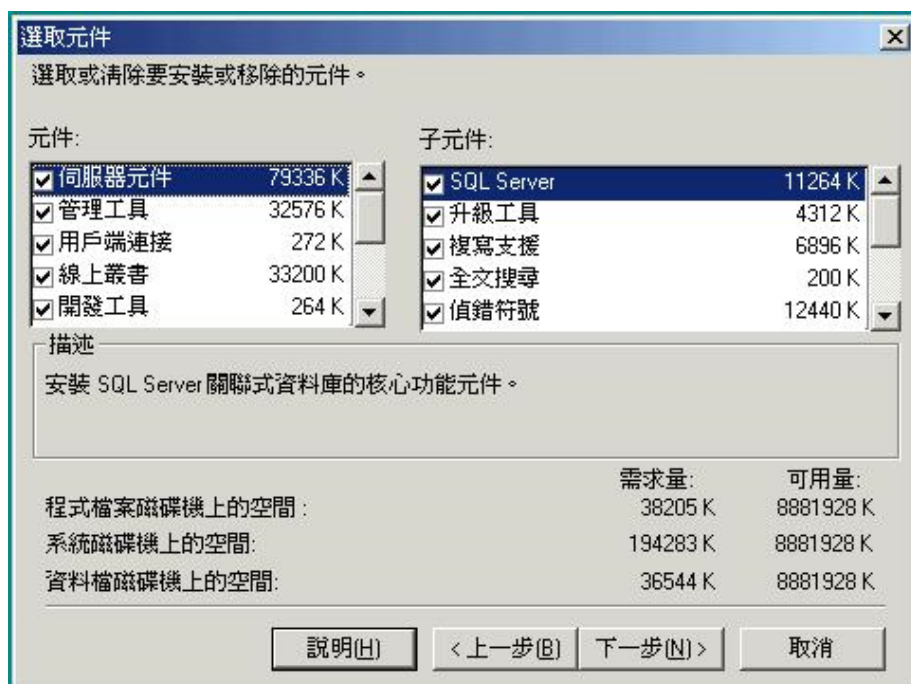 選取元件
選取或清除要安裝或移除的元件。
元件:
伺服器元件 79336 K
管理工具 32576 K
用戶端連接 272 K
線上叢書 33200 K
開發工具 264 K
子元件:
SQL Server 11264 K
升級工具 4312 K
複寫支援 6896 K
全文搜尋 200 K
偵錯符號 12440 K
描述
安裝 SQL Server 關聯式資料庫的核心功能元件。
需求量: 可用量:
程式檔案磁碟機上的空間 : 38205 K 8881928 K
系統磁碟機上的空間: 194283 K 8881928 K
資料檔磁碟機上的空間: 36544 K 8881928 K
說明(H) <上一步(B) 下一步(N)> 取消